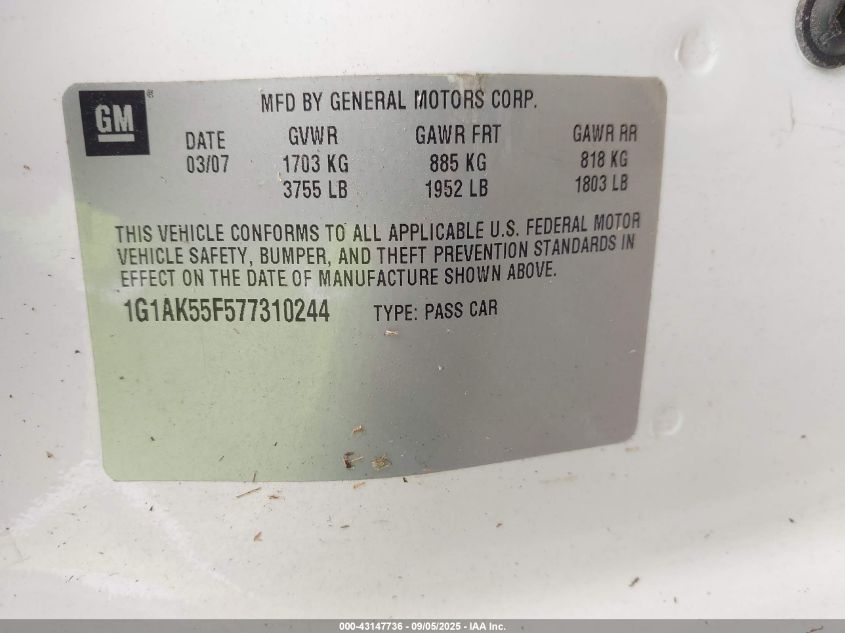 GM ®
MFD BY GENERAL MOTORS CORP.
DATE GVWR GAWR FRT GAWR RR
03/07 1703 KG 885 KG 818 KG
3755 LB 1952 LB 1803 LB
THIS VEHICLE CONFORMS TO ALL APPLICABLE U.S. FEDERAL MOTOR
VEHICLE SAFETY, BUMPER, AND THEFT PREVENTION STANDARDS IN
EFFECT ON THE DATE OF MANUFACTURE SHOWN ABOVE.
1G1AK55F577310244 TYPE: PASS CAR
000-43147736 - 09/05/2025 - IAA Inc.